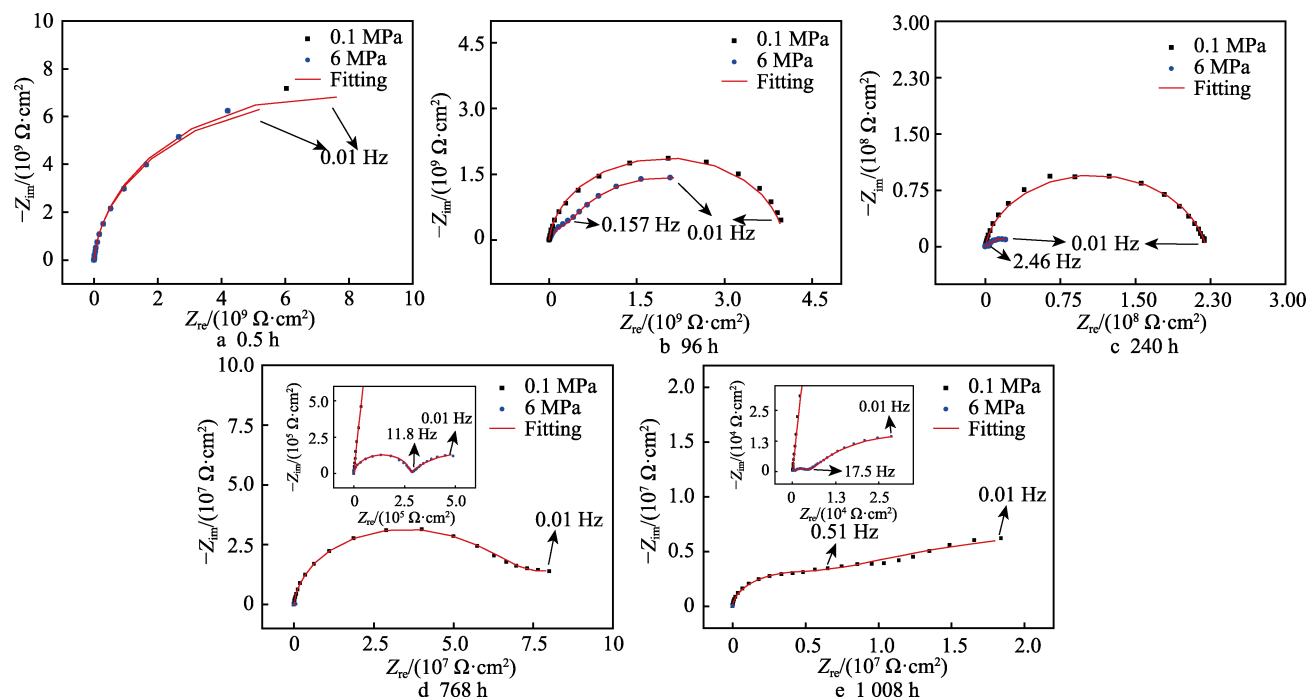 10
8
6
4
2
0
0 2 4 6 8 10
−Zim/(10⁹ Ω·cm²)
Zre/(10⁹ Ω·cm²)
0.1 MPa
6 MPa
Fitting
0.01 Hz
a 0.5 h
4.5
3.0
1.5
0
0 1.5 3.0 4.5
−Zim/(10⁹ Ω·cm²)
Zre/(10⁹ Ω·cm²)
0.1 MPa
6 MPa
Fitting
0.157 Hz
0.01 Hz
b 96 h
3.00
2.30
1.50
0.75
0
0 0.75 1.50 2.30 3.00
−Zim/(10⁸ Ω·cm²)
Zre/(10⁸ Ω·cm²)
0.1 MPa
6 MPa
Fitting
0.01 Hz
2.46 Hz
c 240 h
10.0
7.5
5.0
2.5
0
0 2.5 5.0 7.5 10
−Zim/(10⁷ Ω·cm²)
Zre/(10⁷ Ω·cm²)
0.1 MPa
6 MPa
Fitting
5.0
2.5
0
0 2.5 5.0
−Zim/(10⁵ Ω·cm²)
Zre/(10⁵ Ω·cm²)
0.01 Hz
11.8 Hz
0.01 Hz
d 768 h
2.0
1.5
1.0
0.5
0
0 0.5 1.0 1.5 2.0
−Zim/(10⁷ Ω·cm²)
Zre/(10⁷ Ω·cm²)
0.1 MPa
6 MPa
Fitting
2.5
1.3
0
0 1.3 2.5
−Zim/(10⁴ Ω·cm²)
Zre/(10⁴ Ω·cm²)
0.01 Hz
17.5 Hz
0.51 Hz
0.01 Hz
e 1 008 h